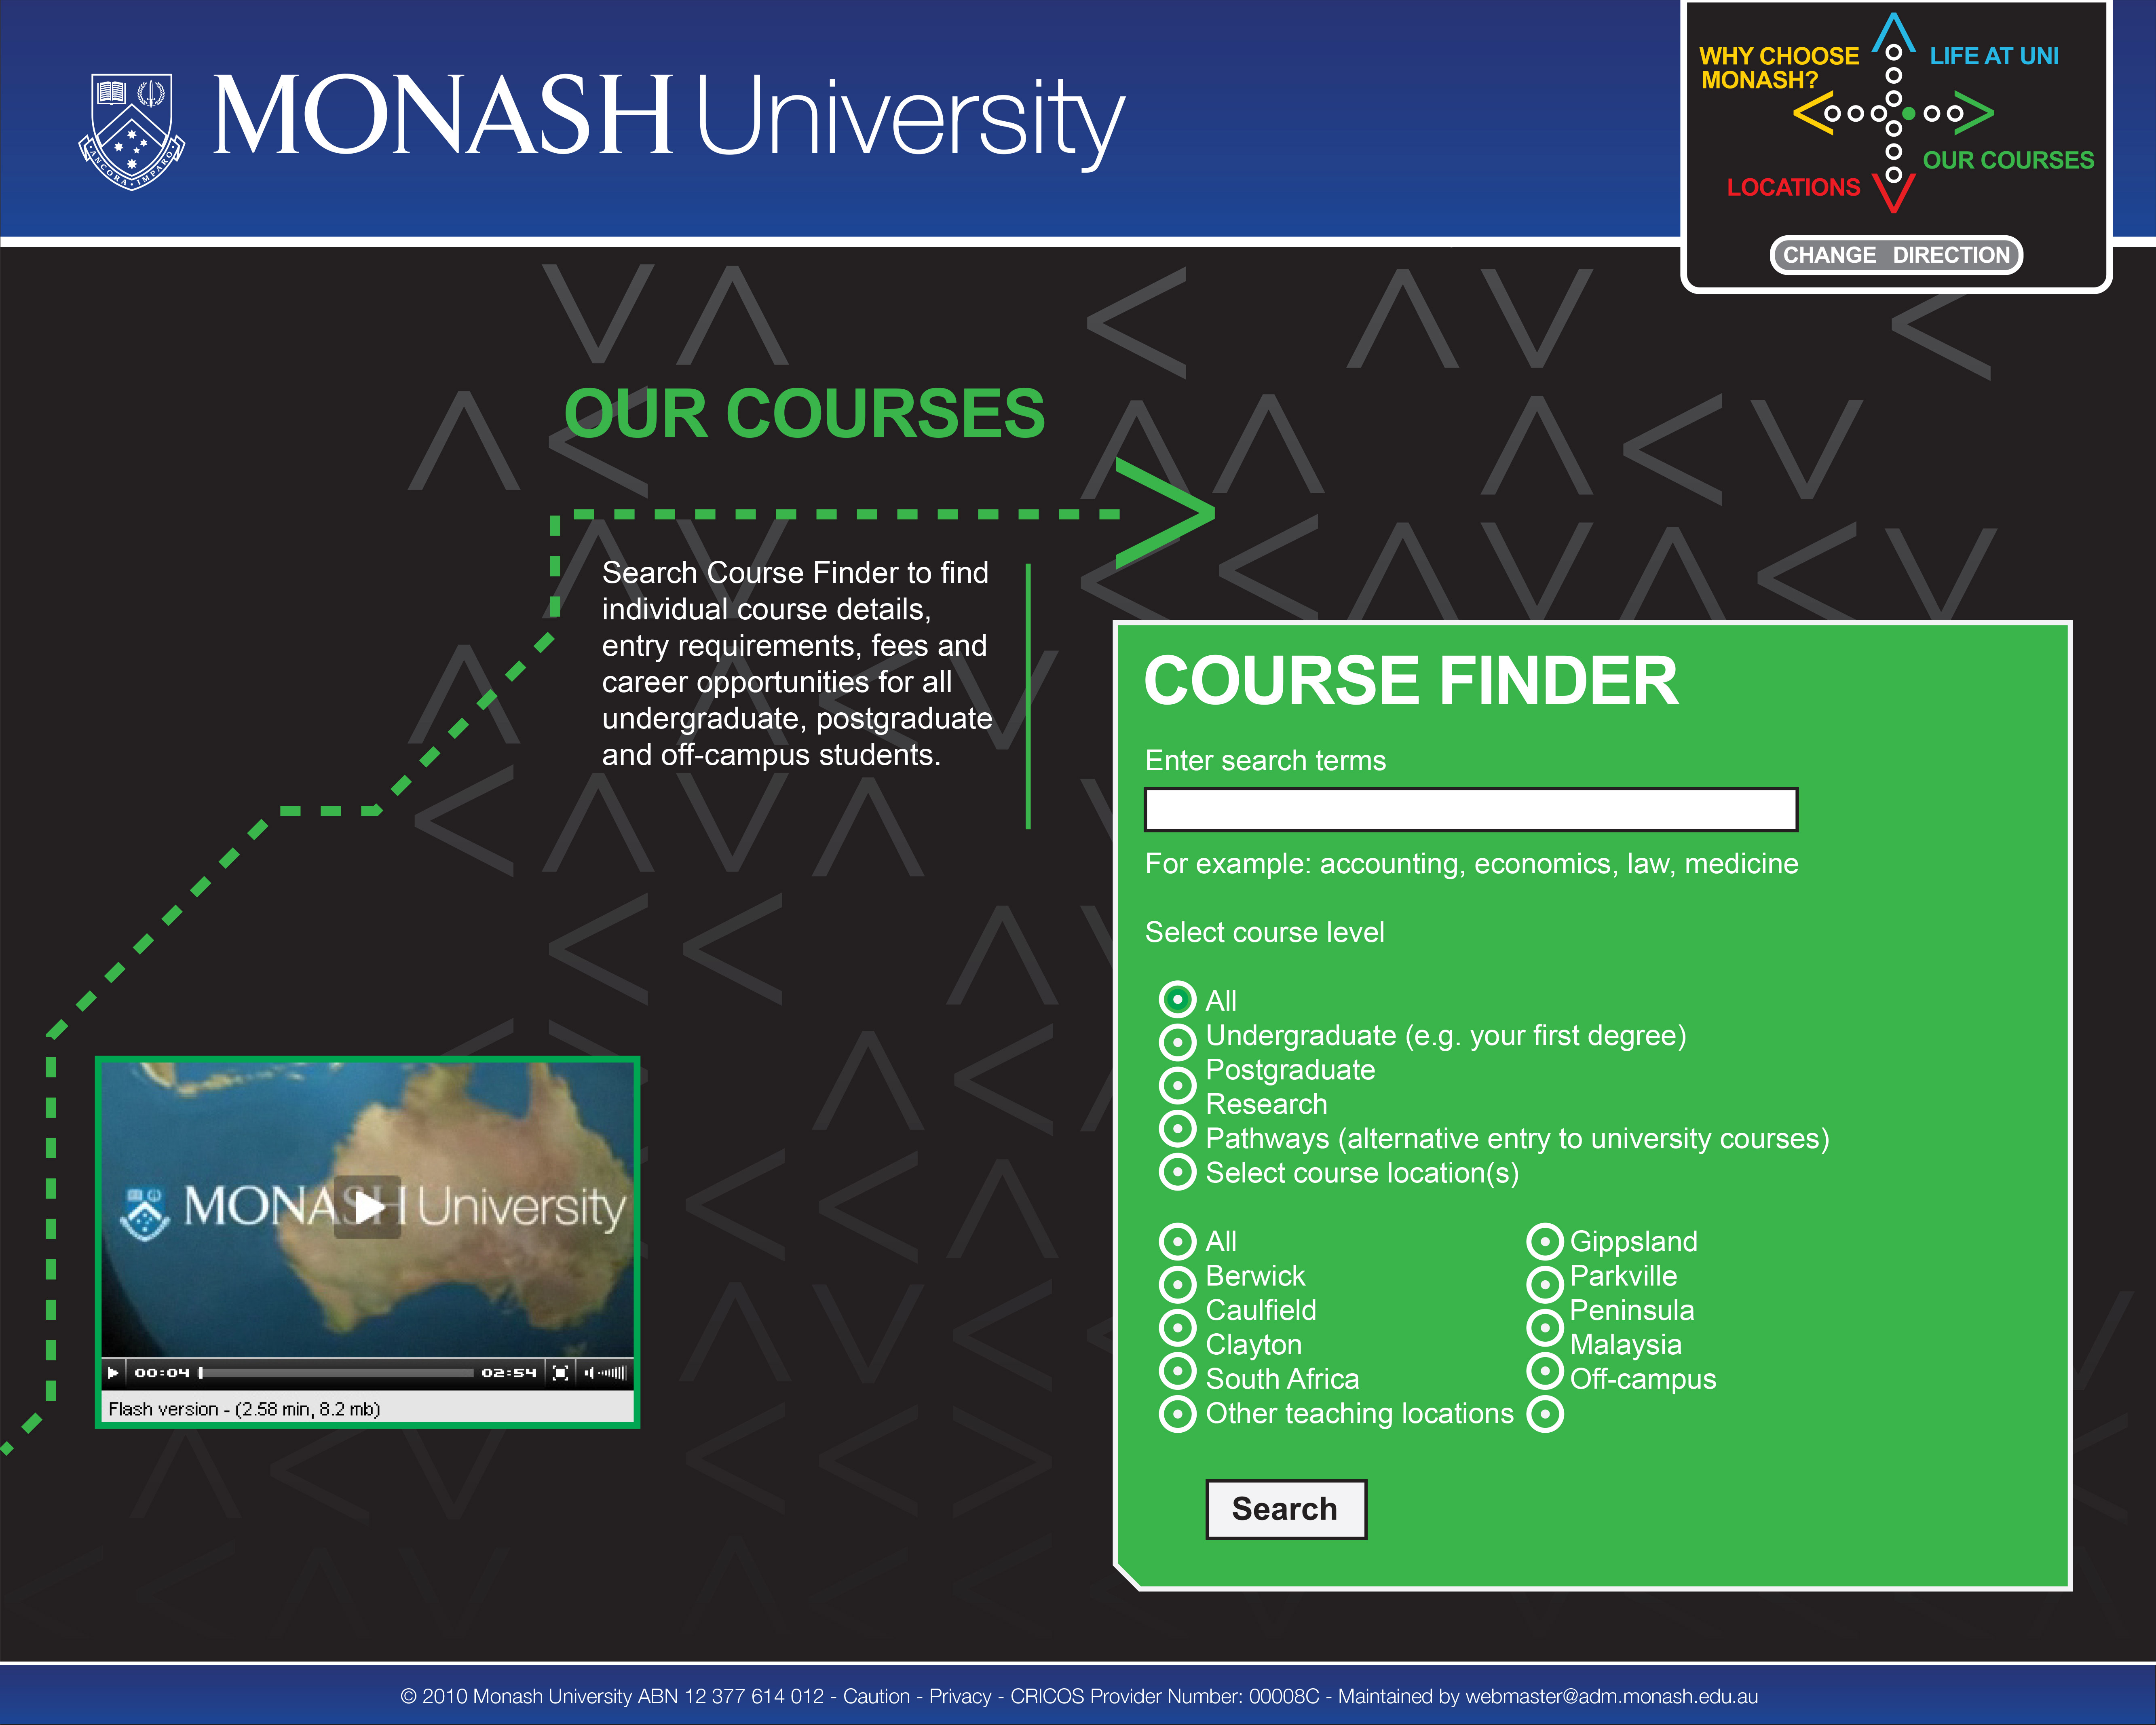 MONASH University
ANCORA IMPARO
WHY CHOOSE
MONASH?
LIFE AT UNI
OUR COURSES
LOCATIONS
CHANGE DIRECTION
OUR COURSES
Search Course Finder to find
individual course details,
entry requirements, fees and
career opportunities for all
undergraduate, postgraduate
and off-campus students.
COURSE FINDER
Enter search terms
For example: accounting, economics, law, medicine
Select course level
All
Undergraduate (e.g. your first degree)
Postgraduate
Research
Pathways (alternative entry to university courses)
Select course location(s)
All
Berwick
Caulfield
Clayton
South Africa
Other teaching locations
Gippsland
Parkville
Peninsula
Malaysia
Off-campus
Search
MONASH University
00:04
02:54
Flash version - (2.58 min, 8.2 mb)
© 2010 Monash University ABN 12 377 614 012 - Caution - Privacy - CRICOS Provider Number: 00008C - Maintained by webmaster@adm.monash.edu.au